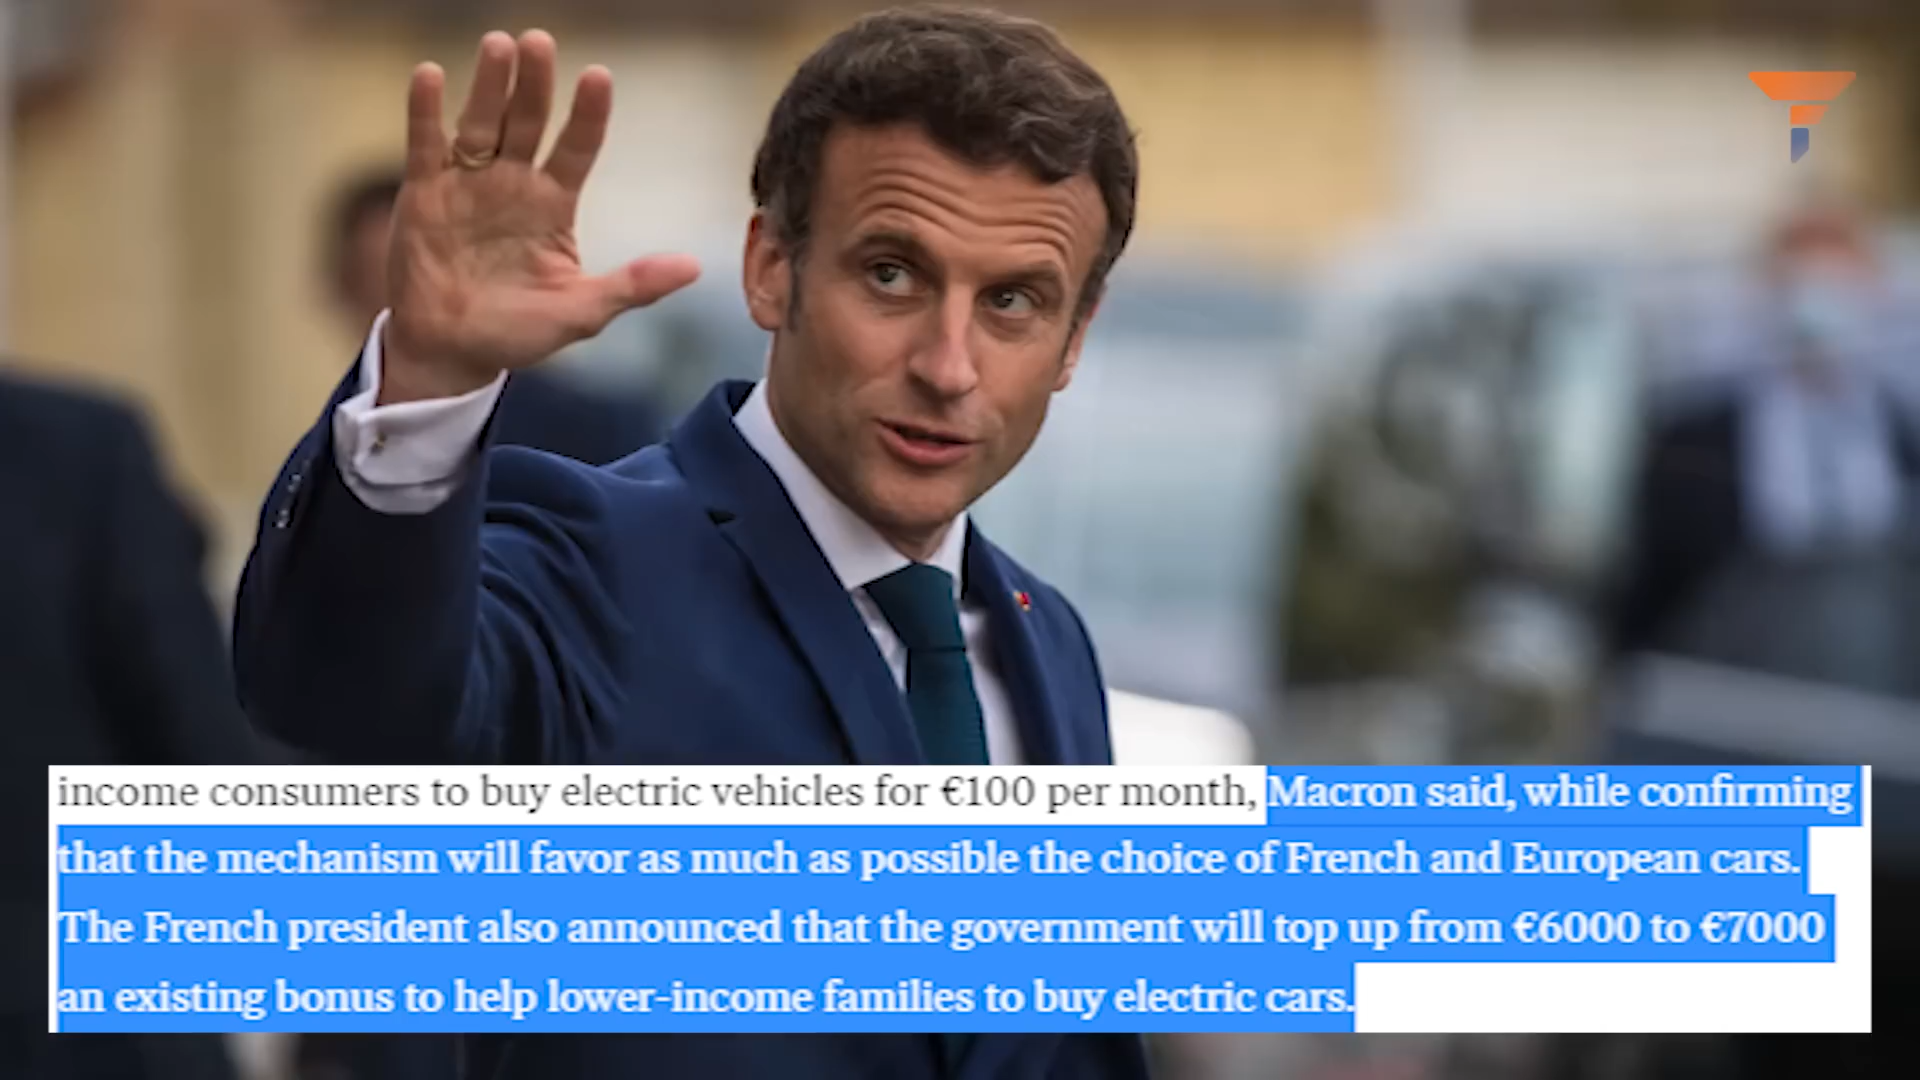 income consumers to buy electric vehicles for €100 per month, Macron said, while confirming
that the mechanism will favor as much as possible the choice of French and European cars.
The French president also announced that the government will top up from €6000 to €7000
an existing bonus to help lower-income families to buy electric cars.